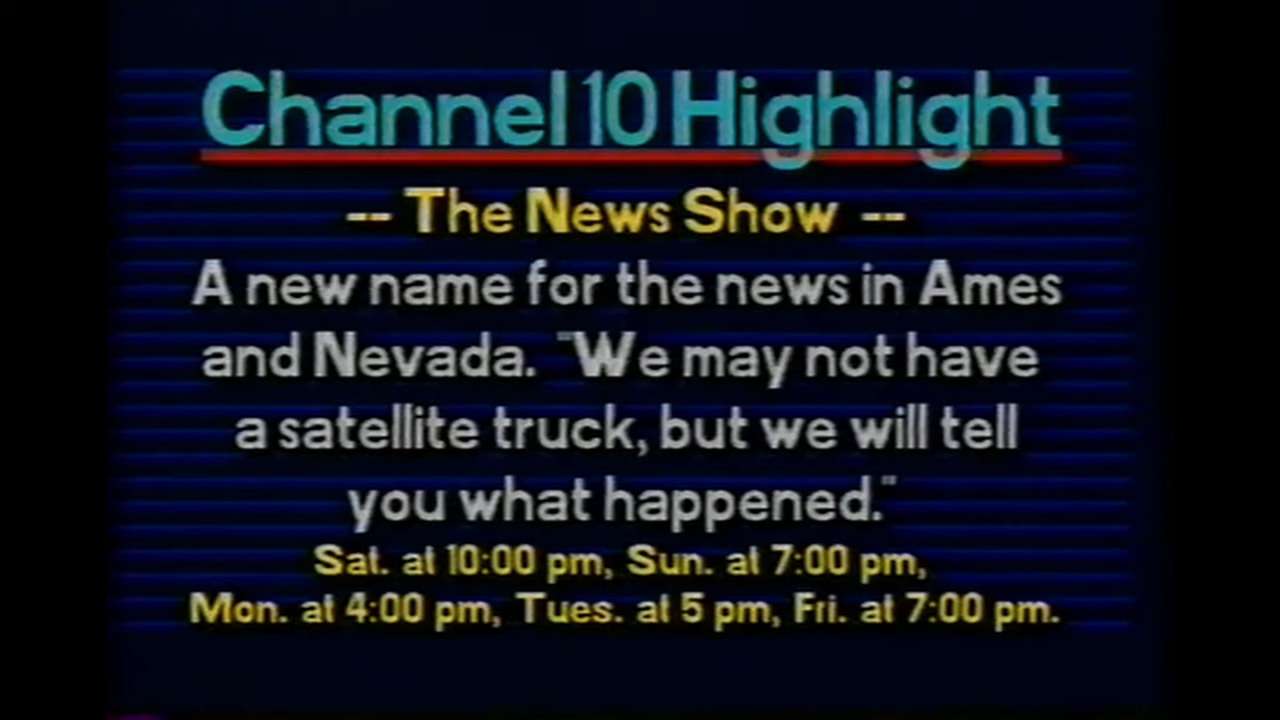 Channel 10 Highlight
-- The News Show --
A new name for the news in Ames
and Nevada. "We may not have
a satellite truck, but we will tell
you what happened."
Sat. at 10:00 pm, Sun. at 7:00 pm,
Mon. at 4:00 pm, Tues. at 5 pm, Fri. at 7:00 pm.